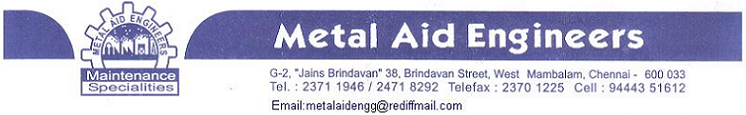 METAL AID ENGINEERS
Maintenance
Specialities
Metal Aid Engineers
G-2, "Jains Brindavan" 38, Brindavan Street, West Mambalam, Chennai - 600 033
Tel. : 2371 1946 / 2471 8292 Telefax : 2370 1225 Cell : 94443 51612
Email:metalaidengg@rediffmail.com